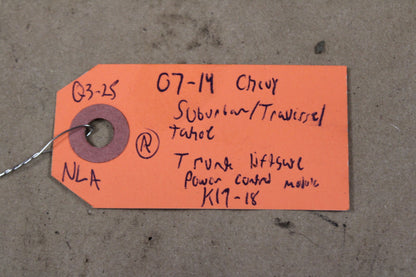 Q3-25
07-14 Chevy
Suburban/Traverse/
Tahoe
R
NLA
Trunk liftgate
Power control module
K17-18